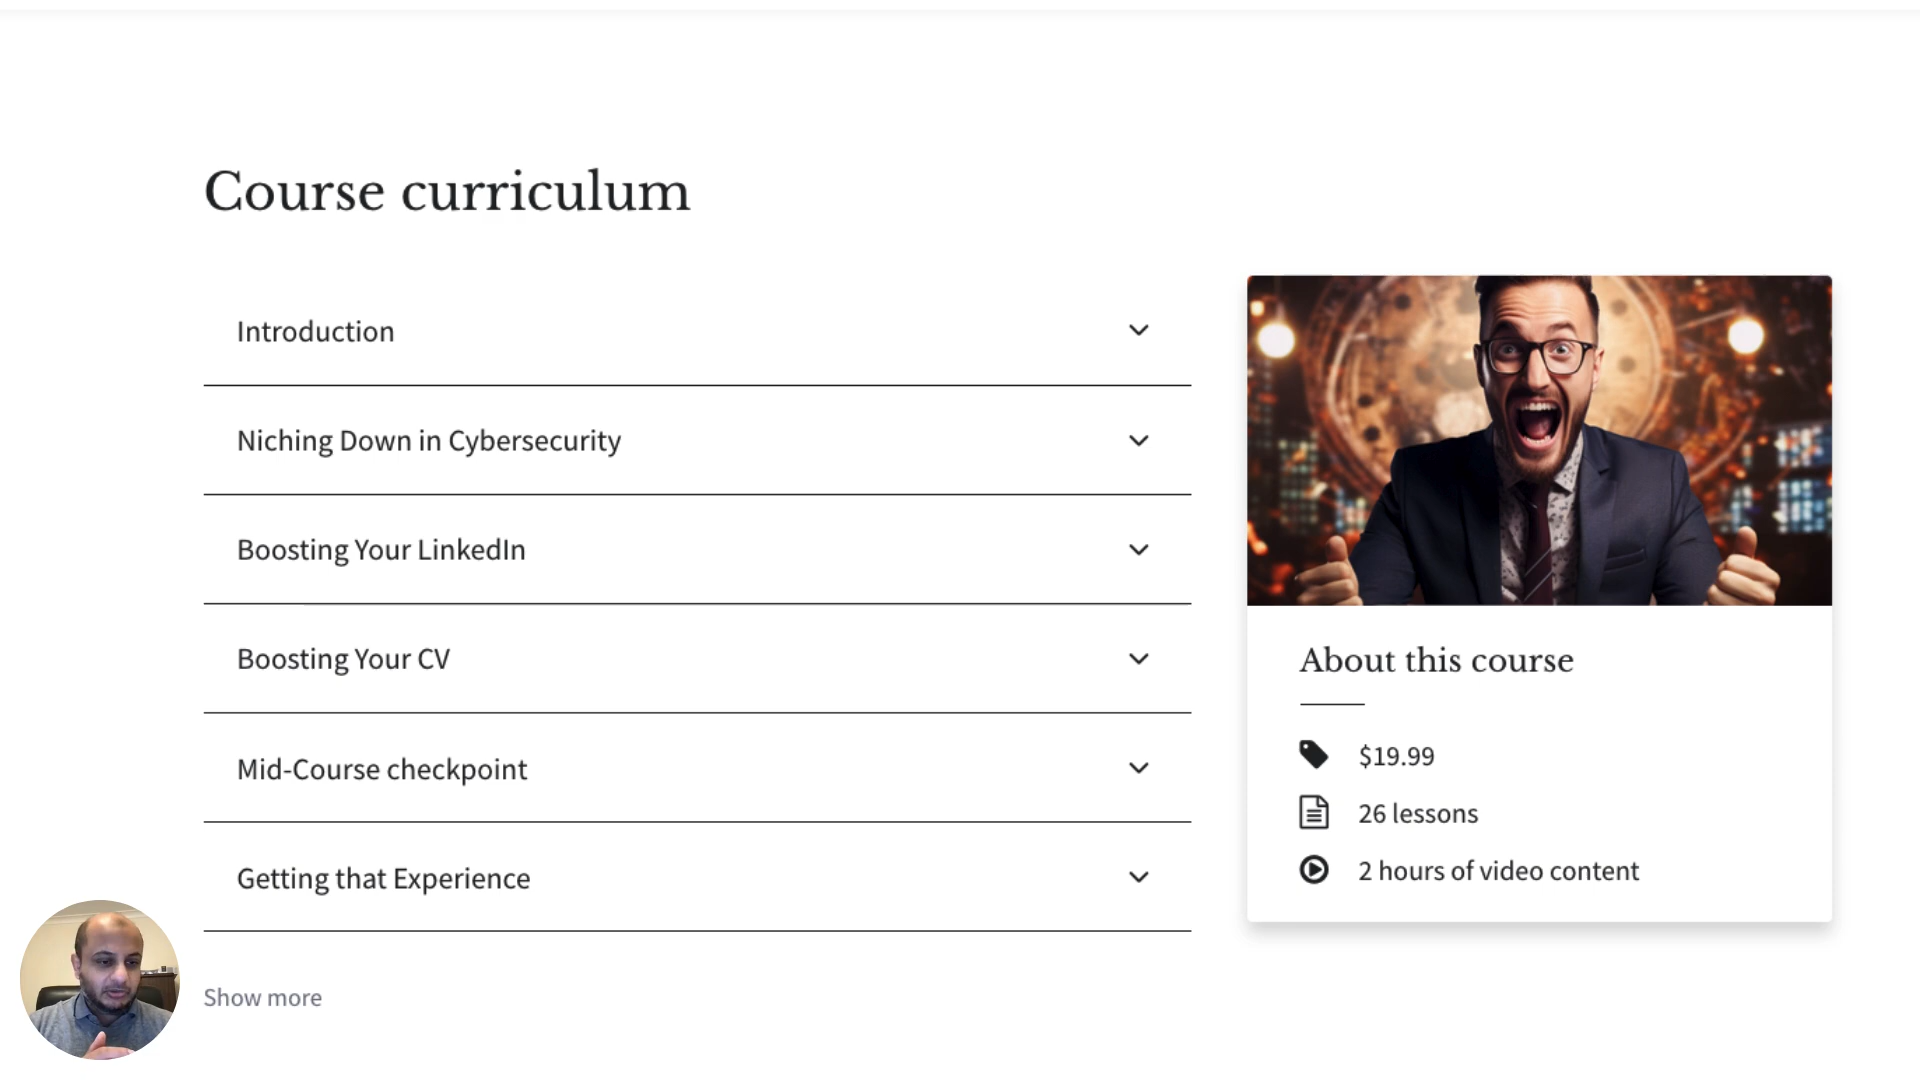 Course curriculum
Introduction
Niching Down in Cybersecurity
Boosting Your LinkedIn
Boosting Your CV
Mid-Course checkpoint
Getting that Experience
Show more
About this course
$19.99
26 lessons
2 hours of video content